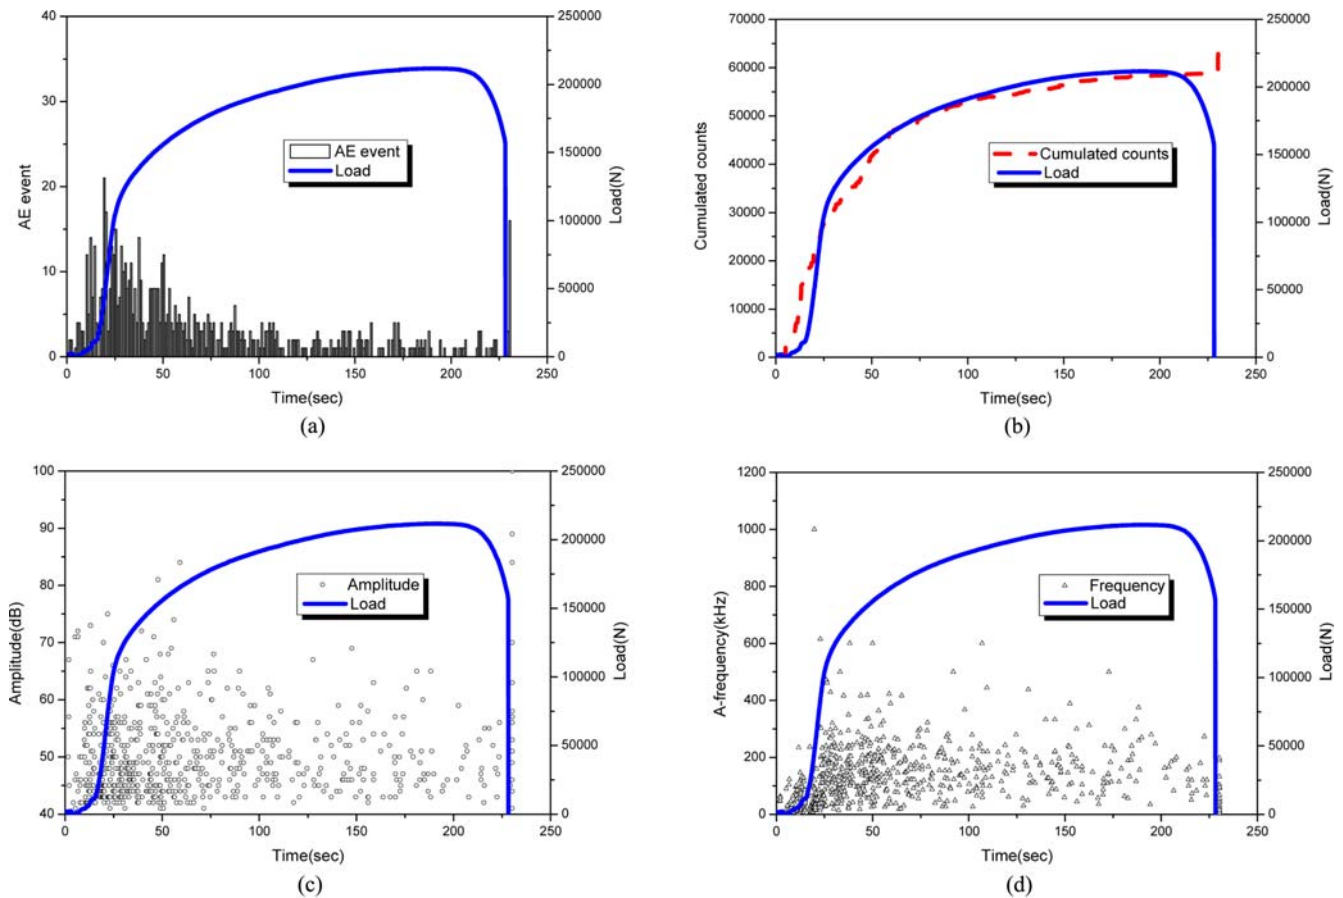 40
30
20
10
0
AE event
250000
200000
150000
100000
50000
0
Load(N)
AE event
Load
0 25 50 100 150 200 250
Time(sec)
(a)
70000
60000
50000
40000
30000
20000
10000
0
Cumulated counts
250000
200000
150000
100000
50000
0
Load(N)
Cumulated counts
Load
0 25 50 100 150 200 250
Time(sec)
(b)
100
90
80
70
60
50
40
Amplitude(dB)
250000
200000
150000
100000
50000
0
Load(N)
Amplitude
Load
0 25 50 100 150 200 250
Time(sec)
(c)
1200
1000
800
600
400
200
0
A-frequency(kHz)
250000
200000
150000
100000
50000
0
Load(N)
Frequency
Load
0 25 50 100 150 200 250
Time(sec)
(d)